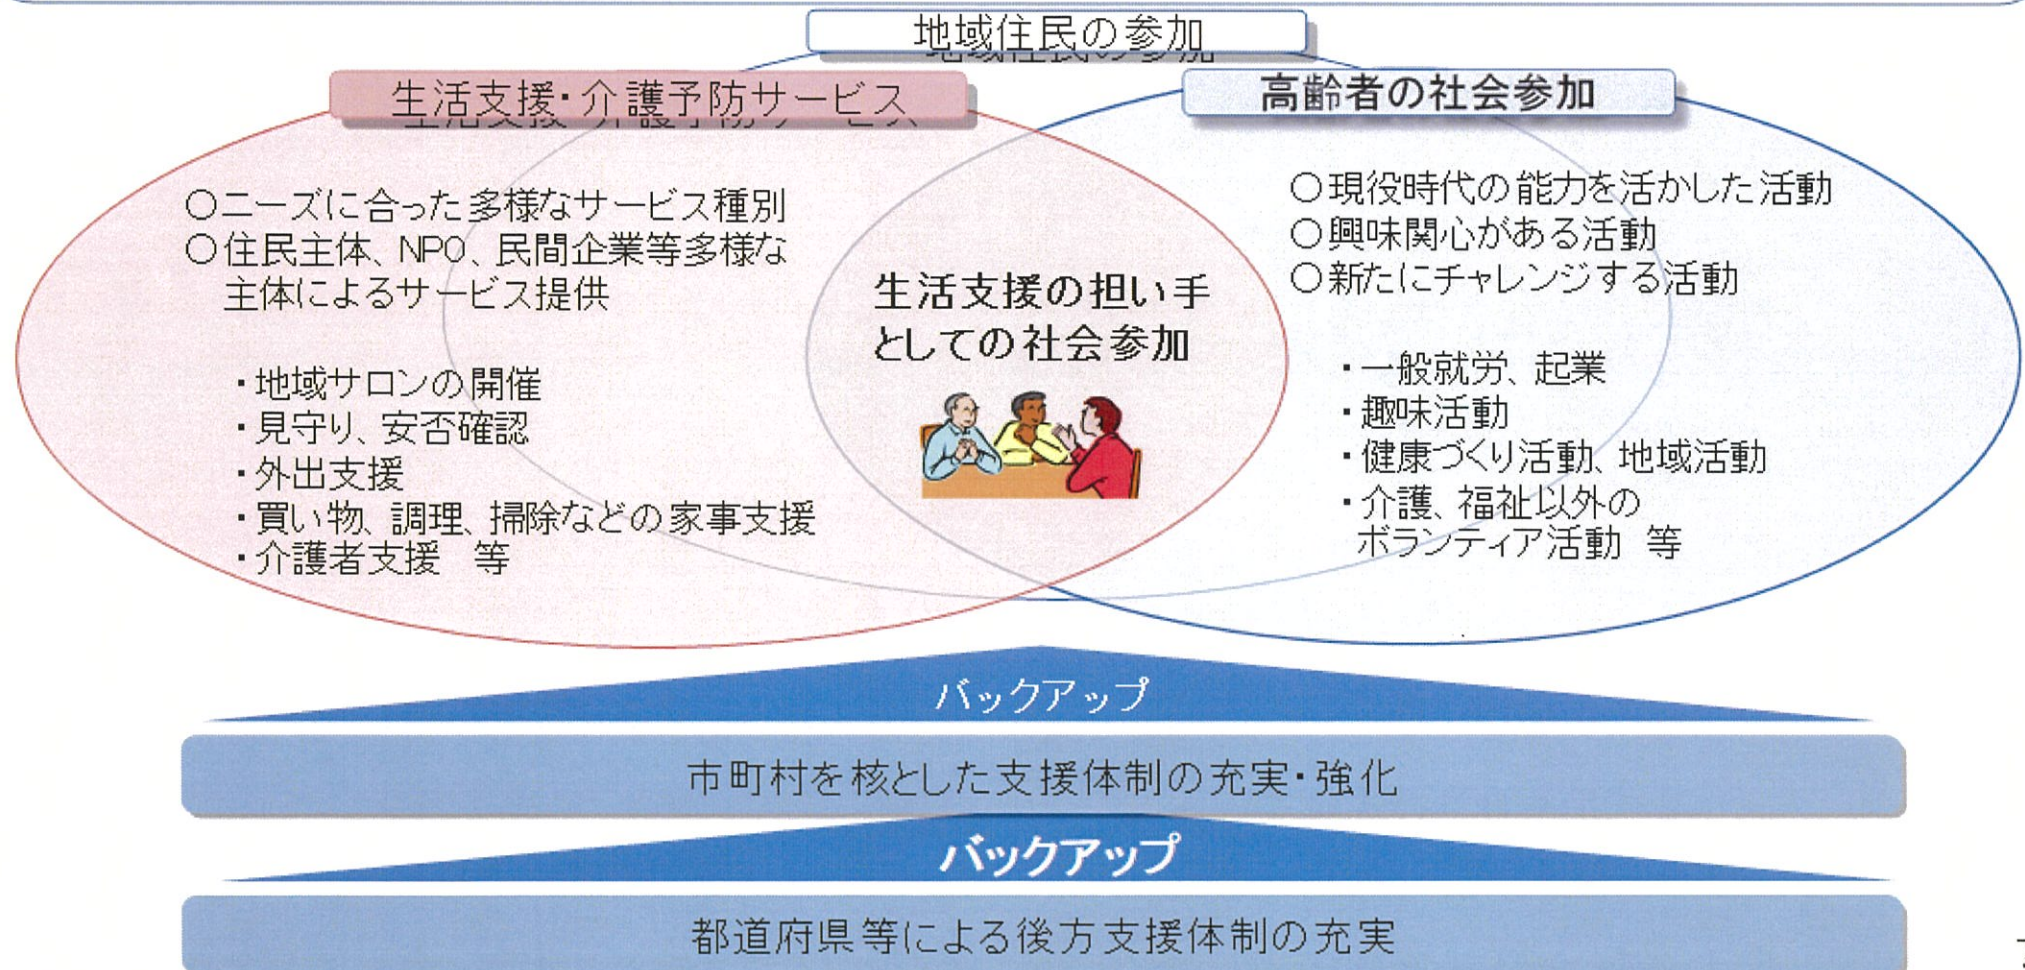 地域住民の参加
生活支援・介護予防サービス
高齢者の社会参加
○ニーズに合った多様なサービス種別
○住民主体、NPO、民間企業等多様な
主体によるサービス提供
・地域サロンの開催
・見守り、安否確認
・外出支援
・買い物、調理、掃除などの家事支援
・介護者支援　等
生活支援の担い手
としての社会参加
○現役時代の能力を活かした活動
○興味関心がある活動
○新たにチャレンジする活動
・一般就労、起業
・趣味活動
・健康づくり活動、地域活動
・介護、福祉以外の
ボランティア活動　等
バックアップ
市町村を核とした支援体制の充実・強化
バックアップ
都道府県等による後方支援体制の充実